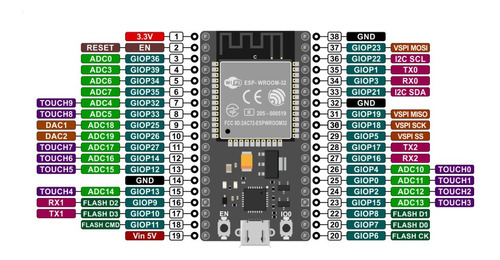 3.3V 1 38 GND
RESET EN 2 37 GIOP23 VSPI MOSI
ADC0 GIOP36 3 36 GIOP22 I2C SCL
ADC3 GIOP39 4 35 GIOP1 TX0
ADC6 GIOP34 5 34 GIOP3 RX0
ADC7 GIOP35 6 33 GIOP21 I2C SDA
TOUCH9 ADC4 GIOP32 7 32 GND
TOUCH8 ADC5 GIOP33 8 31 GIOP19 VSPI MISO
DAC1 ADC18 GIOP25 9 30 GIOP18 VSPI SCK
DAC2 ADC19 GIOP26 10 29 GIOP5 VSPI SS
TOUCH7 ADC17 GIOP27 11 28 GIOP17 TX2
TOUCH6 ADC16 GIOP14 12 27 GIOP16 RX2
TOUCH5 ADC15 GIOP12 13 26 GIOP4 ADC10 TOUCH0
GND 14 25 GIOP0 ADC11 TOUCH1
TOUCH4 ADC14 GIOP13 15 24 GIOP2 ADC12 TOUCH2
RX1 FLASH D2 GIOP9 16 23 GIOP15 ADC13 TOUCH3
TX1 FLASH D3 GIOP10 17 22 GIOP8 FLASH D1
FLASH CMD GIOP11 18 21 GIOP7 FLASH D0
Vin 5V 19 20 GIOP6 FLASH CK
WiFi ESP-WROOM-32
R 205-000519
FCC ID:2AC7Z-ESPWROOM32
EN IO0